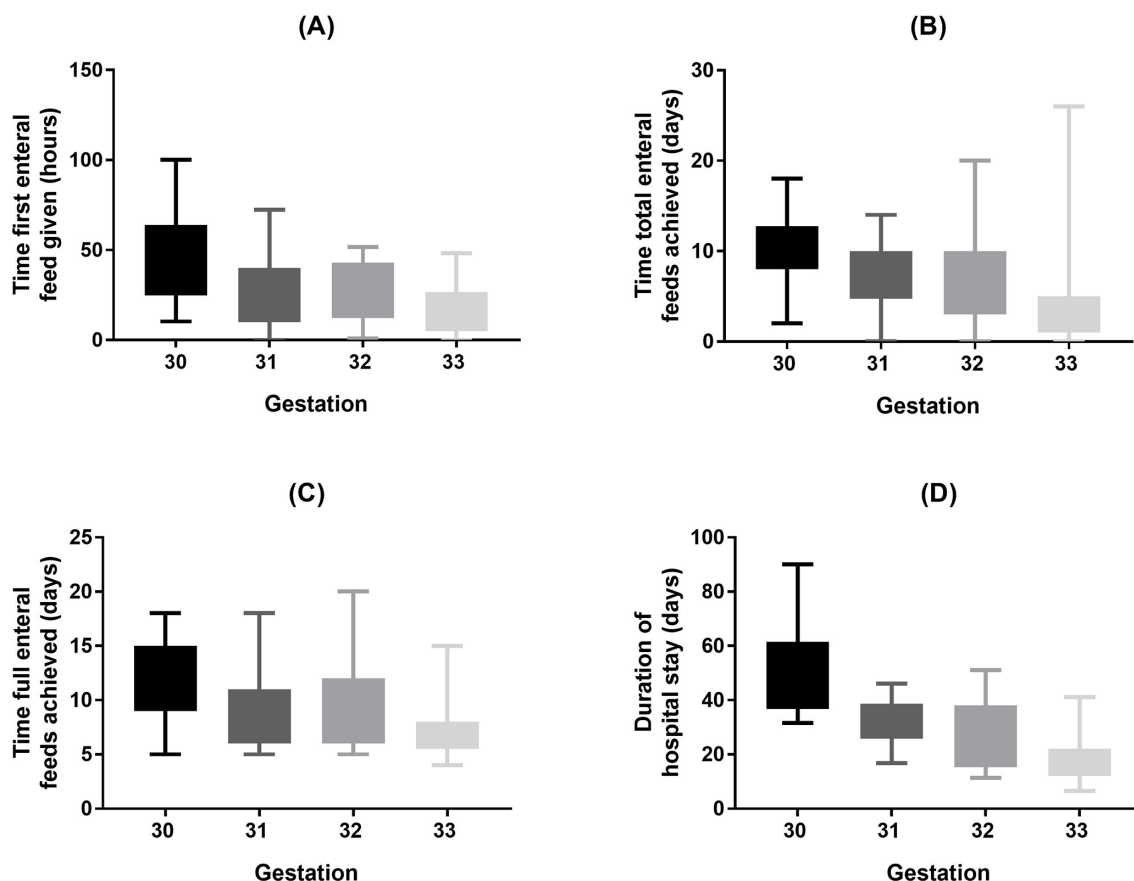 (A)
Time first enteral
feed given (hours)
150
100
50
0
30 31 32 33
Gestation
(B)
Time total enteral
feeds achieved (days)
30
20
10
0
30 31 32 33
Gestation
(C)
Time full enteral
feeds achieved (days)
25
20
15
10
5
0
30 31 32 33
Gestation
(D)
Duration of
hospital stay (days)
100
80
60
40
20
0
30 31 32 33
Gestation